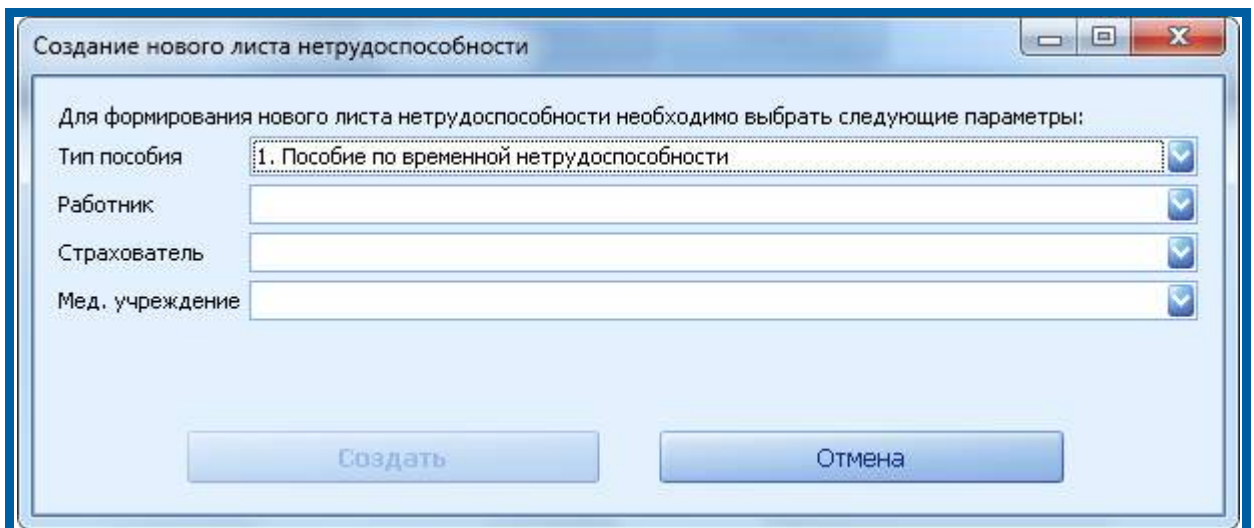 Создание нового листа нетрудоспособности
Для формирования нового листа нетрудоспособности необходимо выбрать следующие параметры:
Тип пособия 1. Пособие по временной нетрудоспособности
Работник
Страхователь
Мед. учреждение
Создать Отмена